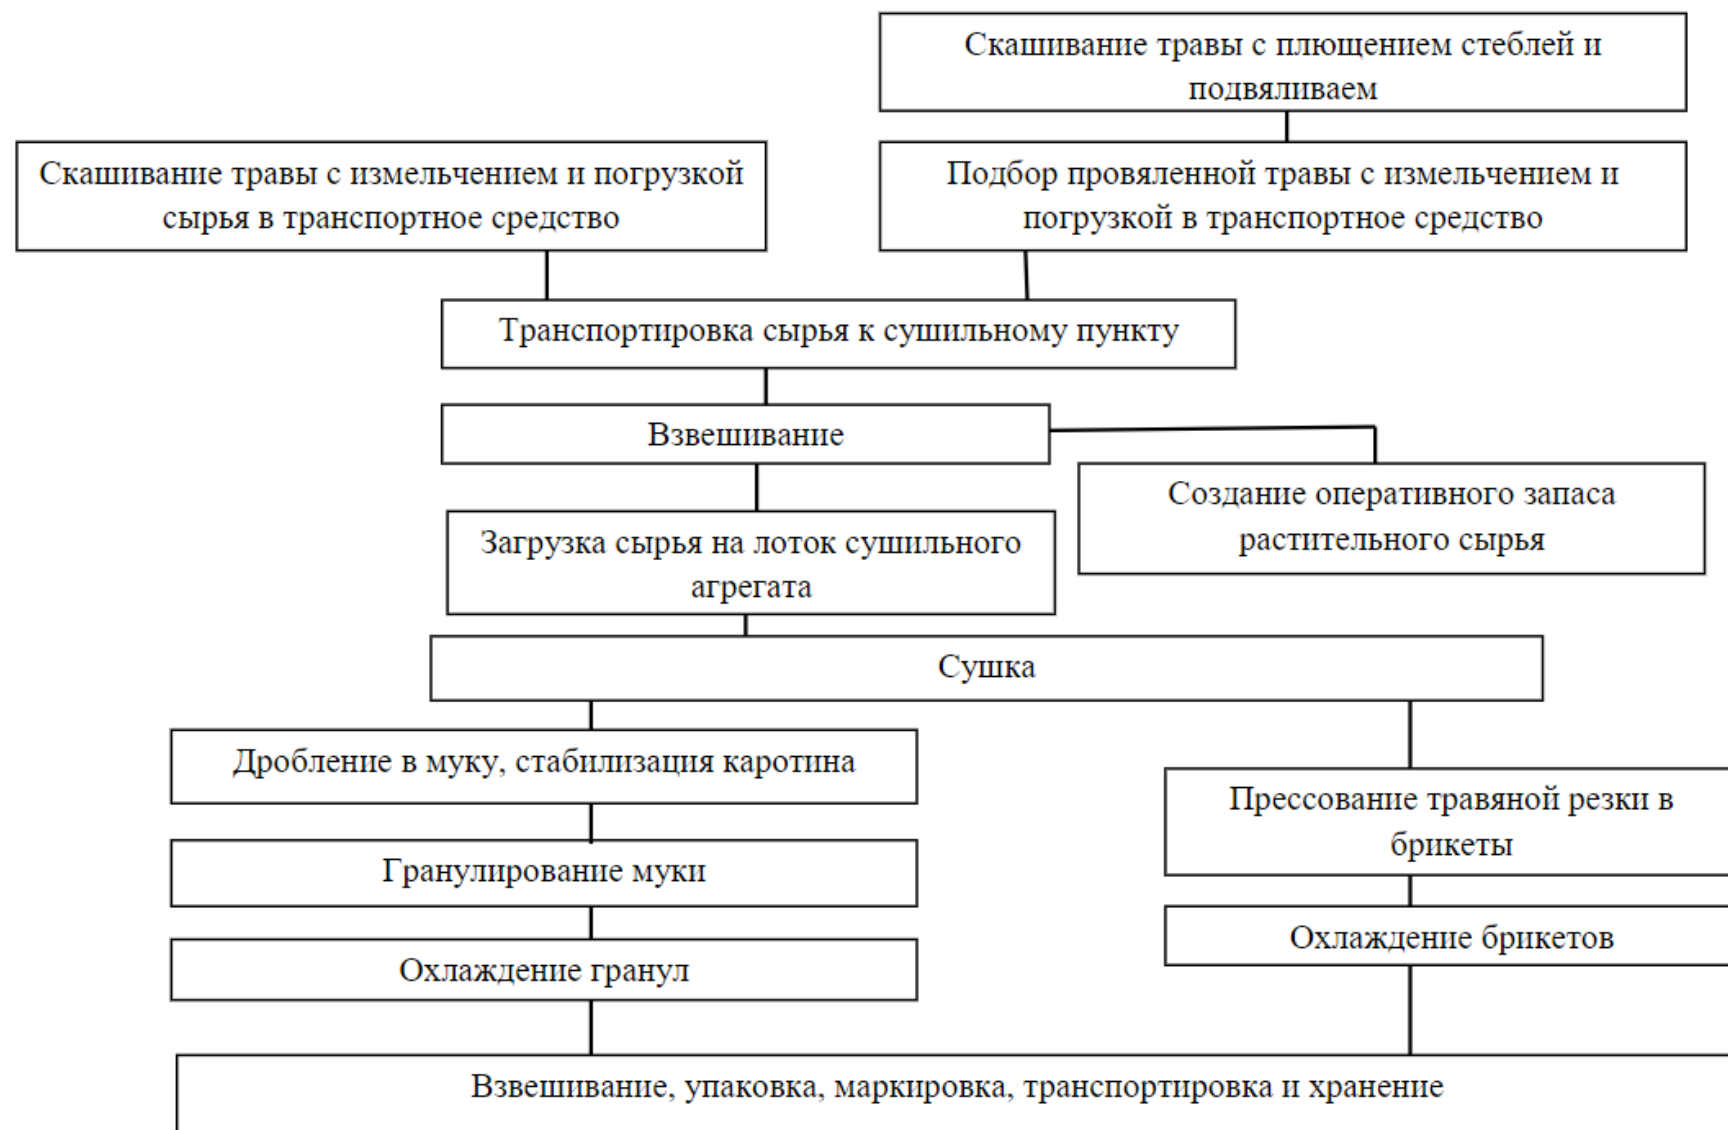 Скашивание травы с плющением стеблей и
подвяливаем
Скашивание травы с измельчением и погрузкой
сырья в транспортное средство
Подбор провяленной травы с измельчением и
погрузкой в транспортное средство
Транспортировка сырья к сушильному пункту
Взвешивание
Создание оперативного запаса
растительного сырья
Загрузка сырья на лоток сушильного
агрегата
Сушка
Дробление в муку, стабилизация каротина
Прессование травяной резки в
брикеты
Гранулирование муки
Охлаждение брикетов
Охлаждение гранул
Взвешивание, упаковка, маркировка, транспортировка и хранение